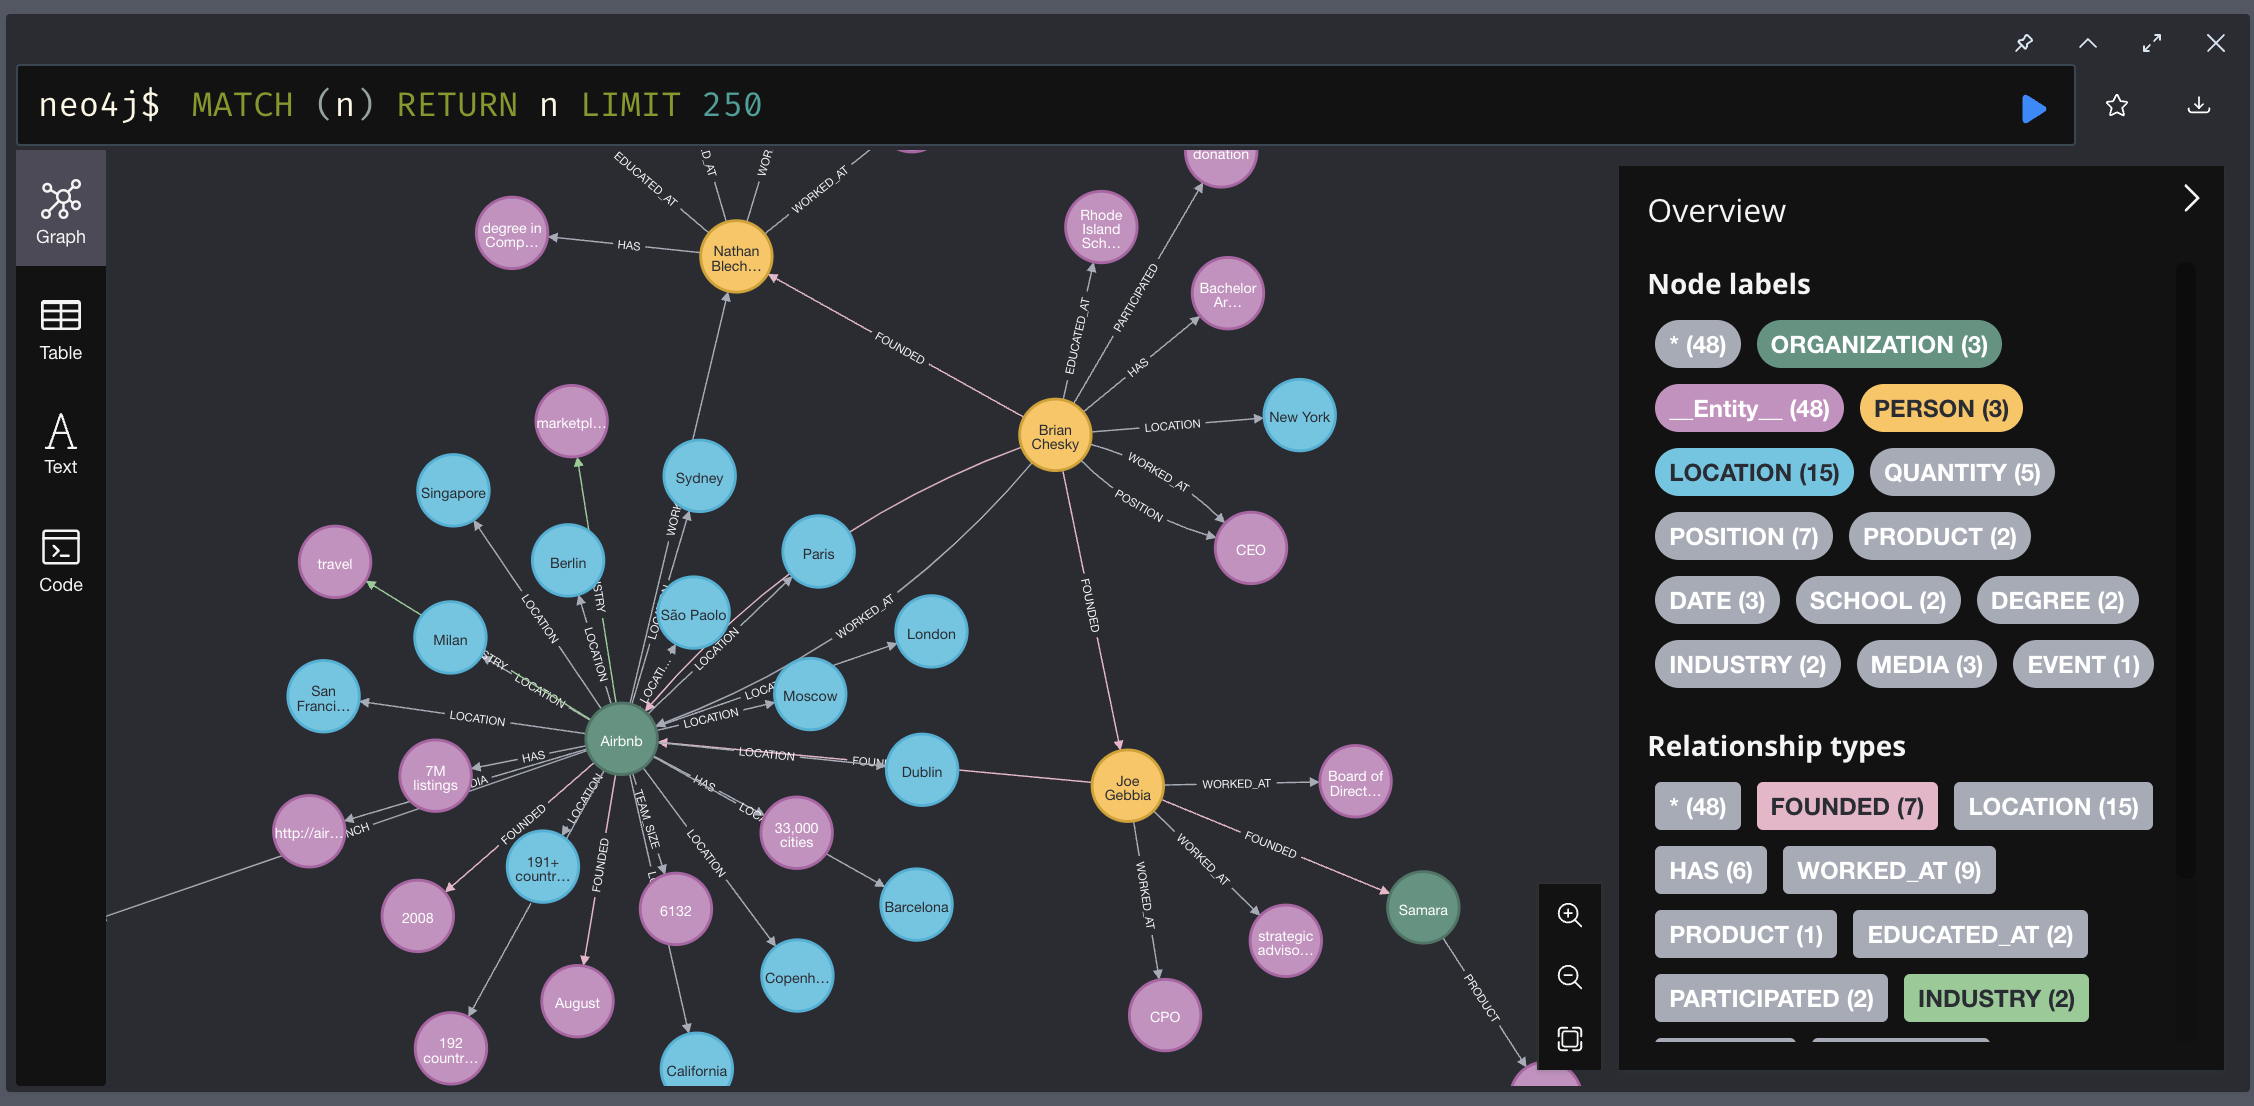 neo4j$ MATCH (n) RETURN n LIMIT 250
Graph
Table
Text
Code
EDUCATED_AT
D_AT
WOR
WORKED_AT
donation
degree in
Comp...
HAS
Nathan
Blech...
Rhode
Island
Sch...
PARTICIPATED
Bachelor
Ar...
EDUCATED_AT
HAS
FOUNDED
marketpl...
Brian
Chesky
LOCATION
New York
WORKED_AT
POSITION
Singapore
Sydney
WORK
travel
Berlin
Paris
CEO
STRY
LOCATION
São Paolo
LOCATION
LOCATION
WORKED_AT
London
FOUNDED
Milan
STRY
LOCATION
LOCATI...
San
Franci...
LOCATION
Moscow
LOCATION
Airbnb
LOCATION
FOUN
Dublin
HAS
7M
listings
DIA
Joe
Gebbia
WORKED_AT
Board of
Direct...
http://air...
NCH
FOUNDED
LOCATION
TEAM_SIZE
HAS
33,000
cities
LOCATION
FOUNDED
191+
countr...
FOUNDED
WORKED_AT
WORKED_AT
2008
6132
Barcelona
Samara
strategic
adviso...
Copenh...
August
CPO
PRODUCT
192
countr...
California
Overview
Node labels
* (48)
ORGANIZATION (3)
__Entity__ (48)
PERSON (3)
LOCATION (15)
QUANTITY (5)
POSITION (7)
PRODUCT (2)
DATE (3)
SCHOOL (2)
DEGREE (2)
INDUSTRY (2)
MEDIA (3)
EVENT (1)
Relationship types
* (48)
FOUNDED (7)
LOCATION (15)
HAS (6)
WORKED_AT (9)
PRODUCT (1)
EDUCATED_AT (2)
PARTICIPATED (2)
INDUSTRY (2)